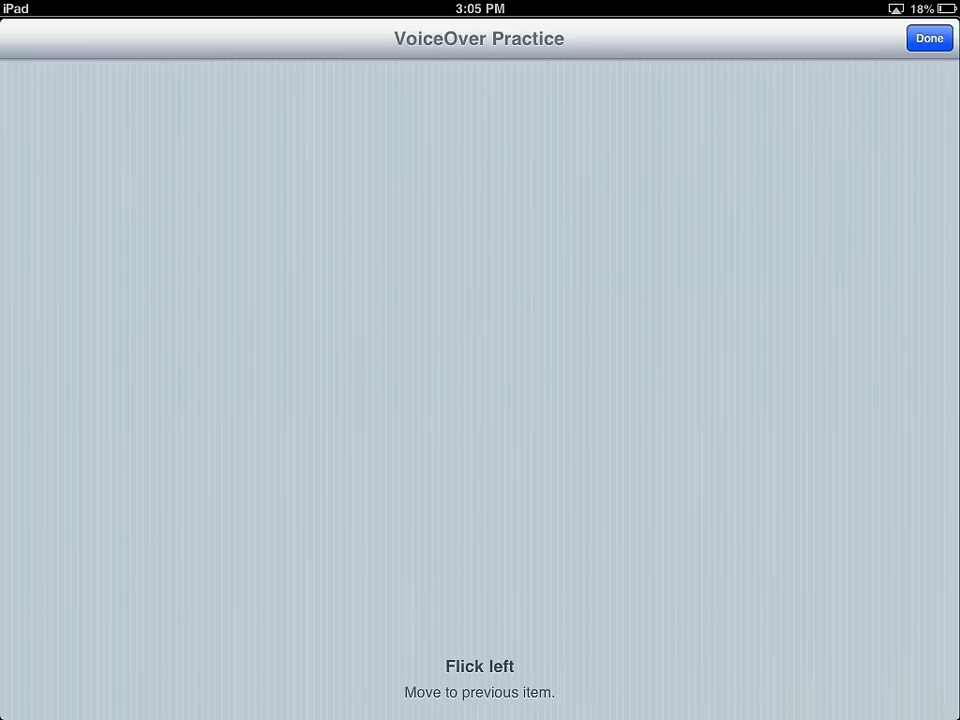 iPad
3:05 PM
18%
VoiceOver Practice
Done
Flick left
Move to previous item.